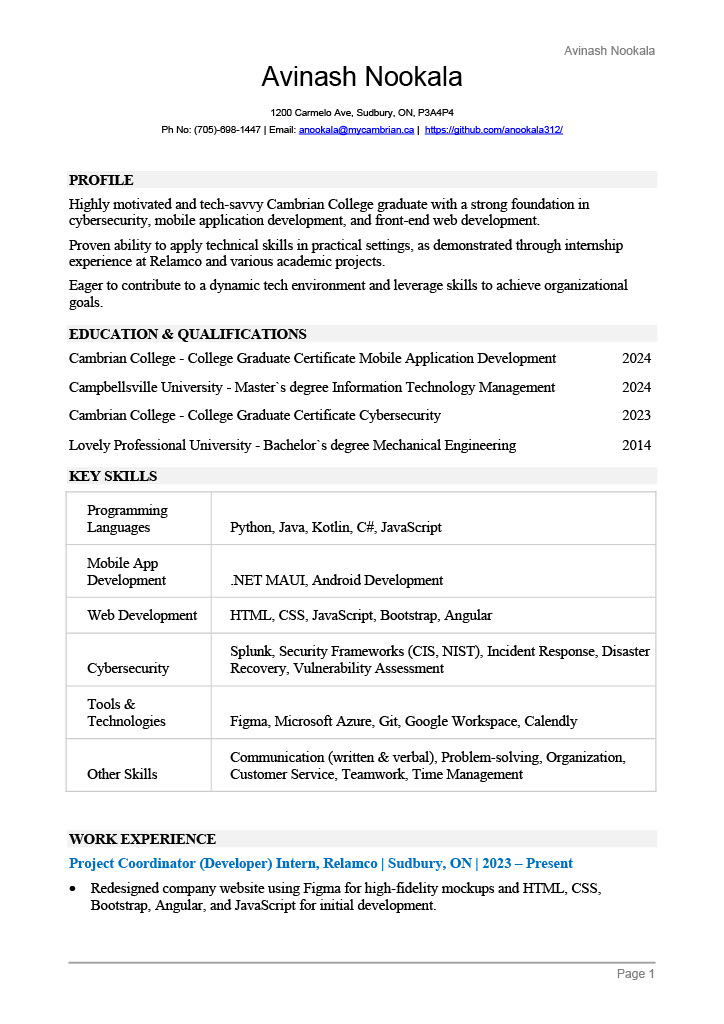 Avinash Nookala
Avinash Nookala
1200 Carmelo Ave, Sudbury, ON, P3A4P4
Ph No: (705)-698-1447 | Email: anookala@mycambrian.ca | https://github.com/anookala312/
PROFILE
Highly motivated and tech-savvy Cambrian College graduate with a strong foundation in
cybersecurity, mobile application development, and front-end web development.
Proven ability to apply technical skills in practical settings, as demonstrated through internship
experience at Relamco and various academic projects.
Eager to contribute to a dynamic tech environment and leverage skills to achieve organizational
goals.
EDUCATION & QUALIFICATIONS
Cambrian College - College Graduate Certificate Mobile Application Development 2024
Campbellsville University - Master`s degree Information Technology Management 2024
Cambrian College - College Graduate Certificate Cybersecurity 2023
Lovely Professional University - Bachelor`s degree Mechanical Engineering 2014
KEY SKILLS
Programming
Languages Python, Java, Kotlin, C#, JavaScript
Mobile App
Development .NET MAUI, Android Development
Web Development HTML, CSS, JavaScript, Bootstrap, Angular
Splunk, Security Frameworks (CIS, NIST), Incident Response, Disaster
Cybersecurity Recovery, Vulnerability Assessment
Tools &
Technologies Figma, Microsoft Azure, Git, Google Workspace, Calendly
Communication (written & verbal), Problem-solving, Organization,
Other Skills Customer Service, Teamwork, Time Management
WORK EXPERIENCE
Project Coordinator (Developer) Intern, Relamco | Sudbury, ON | 2023 – Present
• Redesigned company website using Figma for high-fidelity mockups and HTML, CSS,
Bootstrap, Angular, and JavaScript for initial development.
Page 1